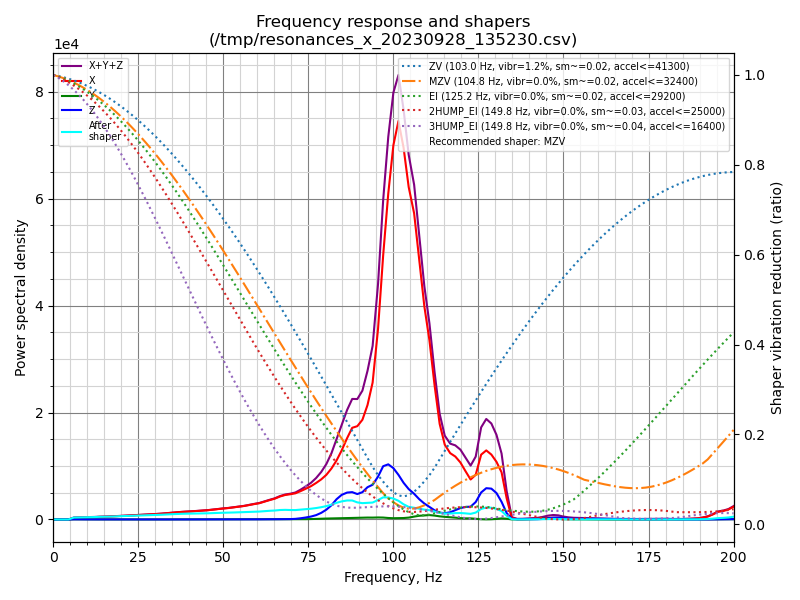 Frequency response and shapers
(/tmp/resonances_x_20230928_135230.csv)
1e4
X+Y+Z
X
Y
Z
After
shaper
ZV (103.0 Hz, vibr=1.2%, sm~=0.02, accel<=41300)
MZV (104.8 Hz, vibr=0.0%, sm~=0.02, accel<=32400)
EI (125.2 Hz, vibr=0.0%, sm~=0.02, accel<=29200)
2HUMP_EI (149.8 Hz, vibr=0.0%, sm~=0.03, accel<=25000)
3HUMP_EI (149.8 Hz, vibr=0.0%, sm~=0.04, accel<=16400)
Recommended shaper: MZV
8
6
4
2
0
Power spectral density
1.0
0.8
0.6
0.4
0.2
0.0
Shaper vibration reduction (ratio)
0 25 50 75 100 125 150 175 200
Frequency, Hz